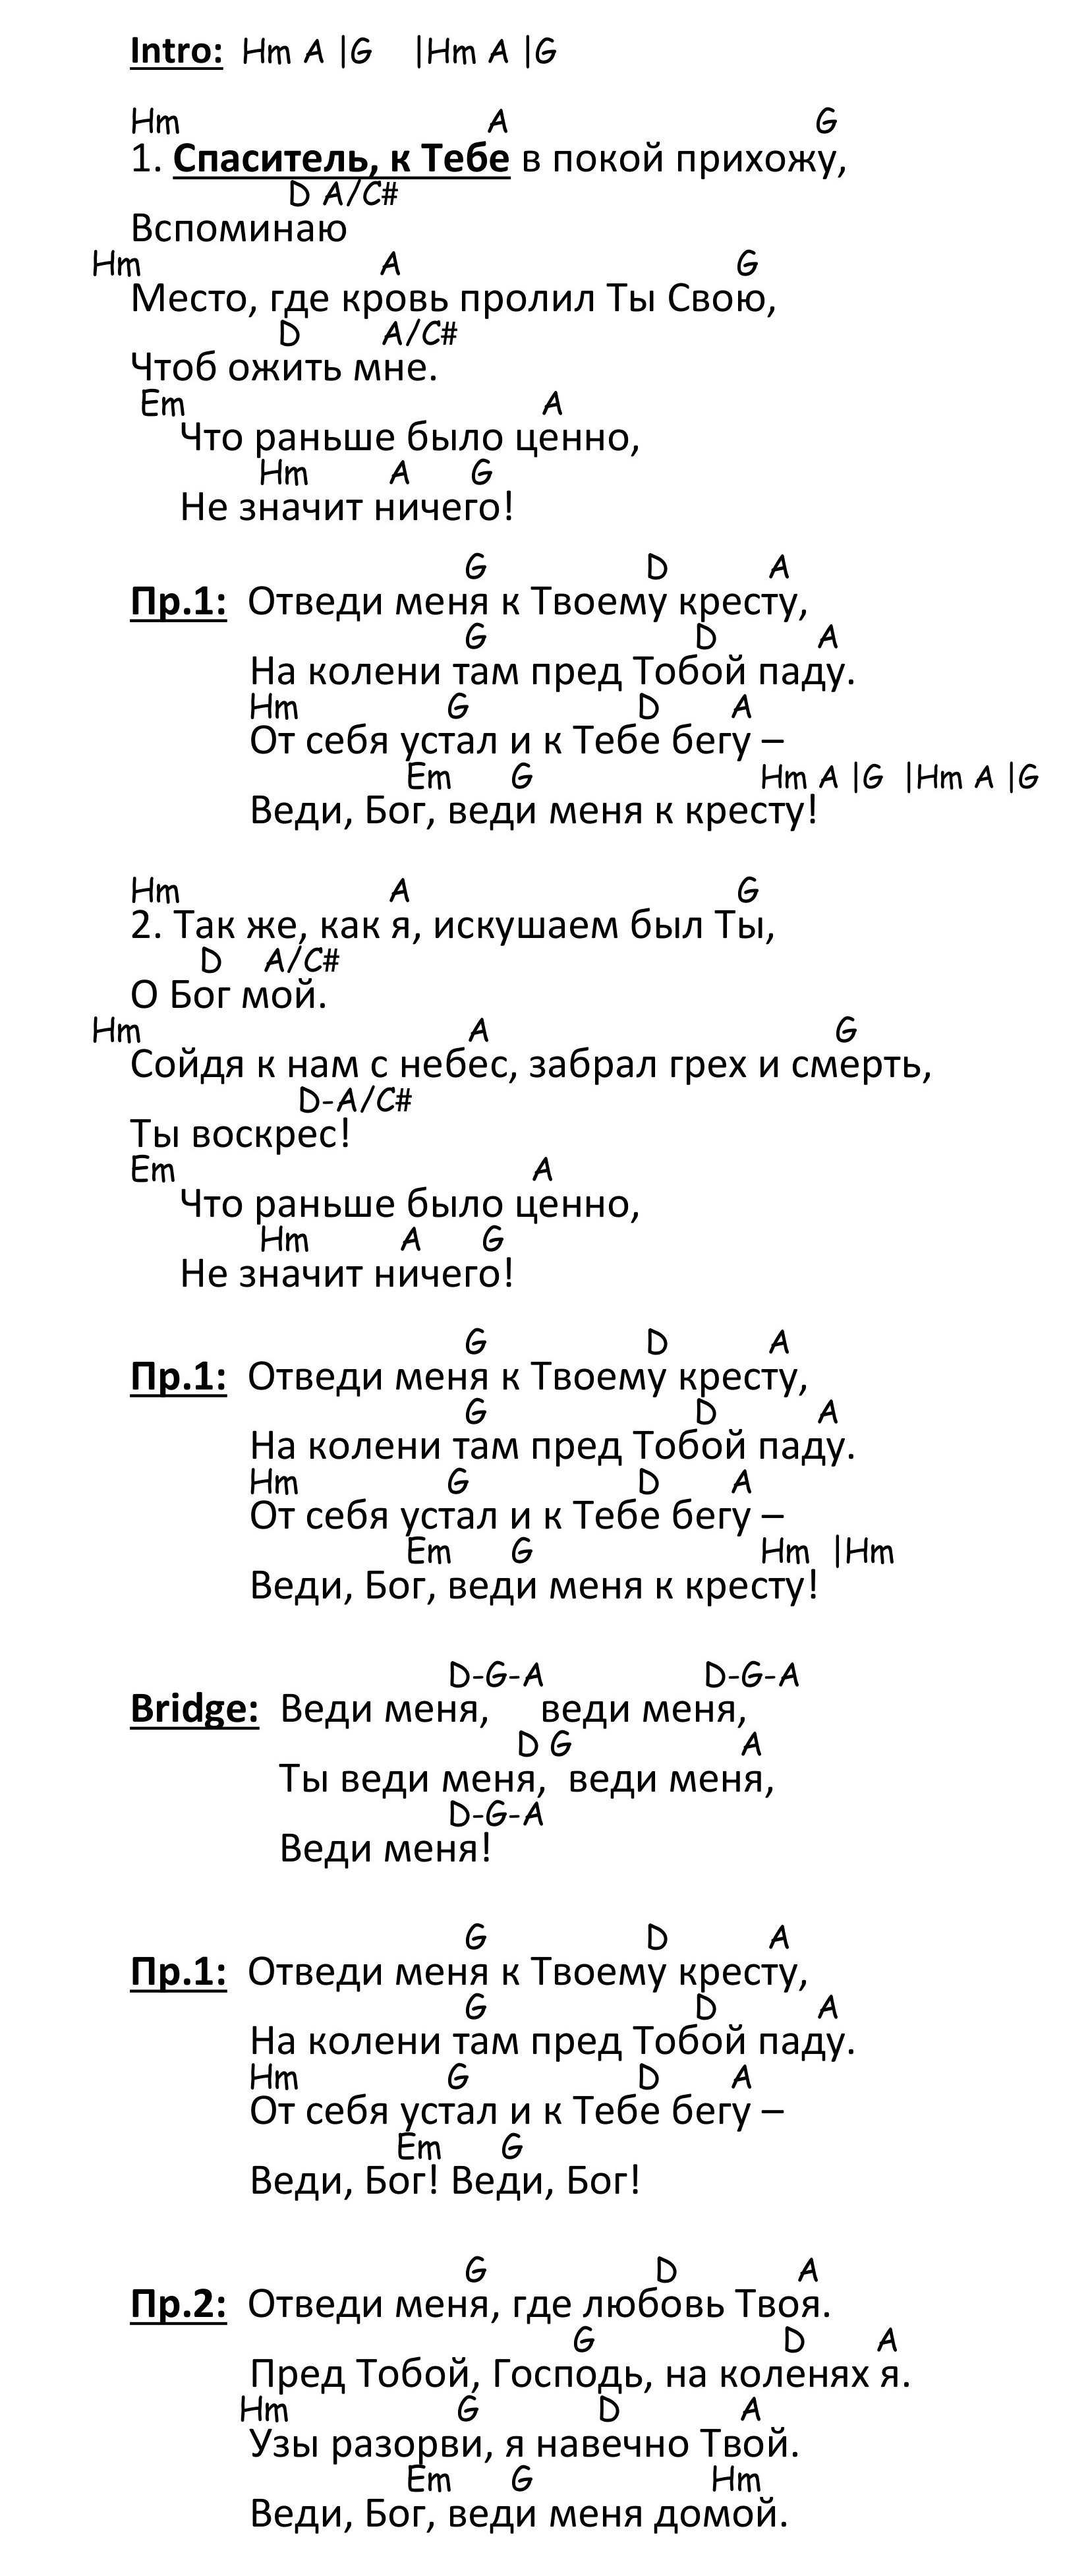 Intro: Hm A |G |Hm A |G
Hm A G
1. Спаситель, к Тебе в покой прихожу,
D A/C#
Вспоминаю
Hm A G
Место, где кровь пролил Ты Свою,
D A/C#
Чтоб ожить мне.
Em A
Что раньше было ценно,
Hm A G
Не значит ничего!
G D A
Пр.1: Отведи меня к Твоему кресту,
G D A
На колени там пред Тобой паду.
Hm G D A
От себя устал и к Тебе бегу –
Em G Hm A |G |Hm A |G
Веди, Бог, веди меня к кресту!
Hm A G
2. Так же, как я, искушаем был Ты,
D A/C#
О Бог мой.
Hm A G
Сойдя к нам с небес, забрал грех и смерть,
D-A/C#
Ты воскрес!
Em A
Что раньше было ценно,
Hm A G
Не значит ничего!
G D A
Пр.1: Отведи меня к Твоему кресту,
G D A
На колени там пред Тобой паду.
Hm G D A
От себя устал и к Тебе бегу –
Em G Hm |Hm
Веди, Бог, веди меня к кресту!
D-G-A D-G-A
Bridge: Веди меня, веди меня,
D G A
Ты веди меня, веди меня,
D-G-A
Веди меня!
G D A
Пр.1: Отведи меня к Твоему кресту,
G D A
На колени там пред Тобой паду.
Hm G D A
От себя устал и к Тебе бегу –
Em G
Веди, Бог! Веди, Бог!
G D A
Пр.2: Отведи меня, где любовь Твоя.
G D A
Пред Тобой, Господь, на коленях я.
Hm G D A
Узы разорви, я навечно Твой.
Em G Hm
Веди, Бог, веди меня домой.